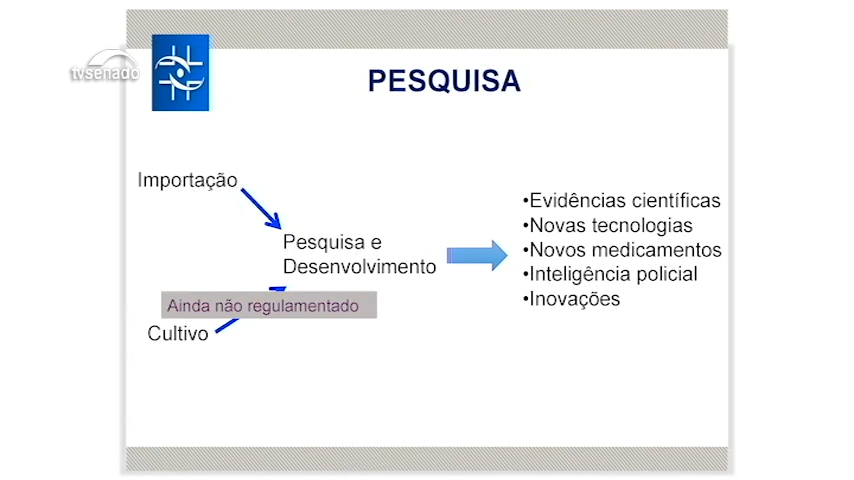 tvsenado
PESQUISA
Importação
Pesquisa e
Desenvolvimento
Ainda não regulamentado
Cultivo
•Evidências científicas
•Novas tecnologias
•Novos medicamentos
•Inteligência policial
•Inovações